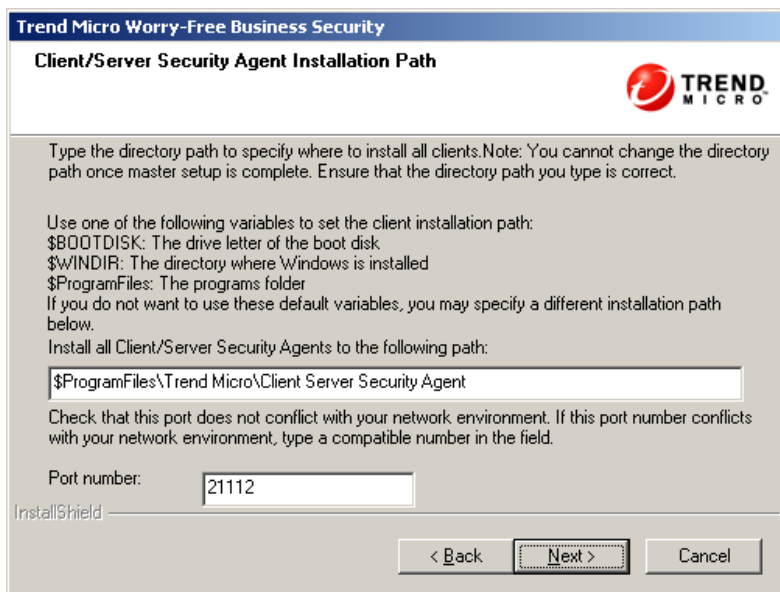 Trend Micro Worry-Free Business Security
Client/Server Security Agent Installation Path
TREND
MICRO™
Type the directory path to specify where to install all clients.Note: You cannot change the directory
path once master setup is complete. Ensure that the directory path you type is correct.
Use one of the following variables to set the client installation path:
$BOOTDISK: The drive letter of the boot disk
$WINDIR: The directory where Windows is installed
$ProgramFiles: The programs folder
If you do not want to use these default variables, you may specify a different installation path
below.
Install all Client/Server Security Agents to the following path:
$ProgramFiles\Trend Micro\Client Server Security Agent
Check that this port does not conflict with your network environment. If this port number conflicts
with your network environment, type a compatible number in the field.
Port number:
21112
InstallShield
< Back
Next >
Cancel